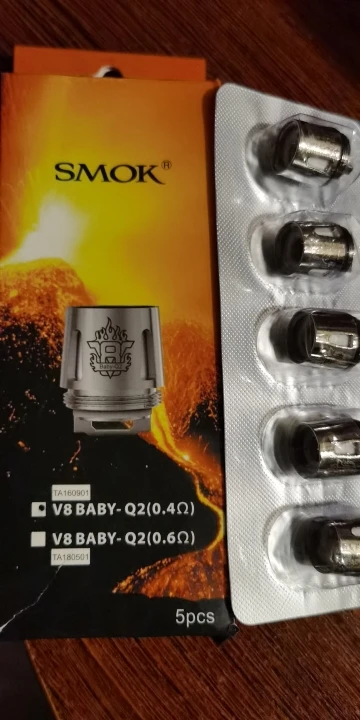 SMOK®
TA160901
V8 BABY-Q2(0.4Ω)
V8 BABY-Q2(0.6Ω)
TA180501
5pcs